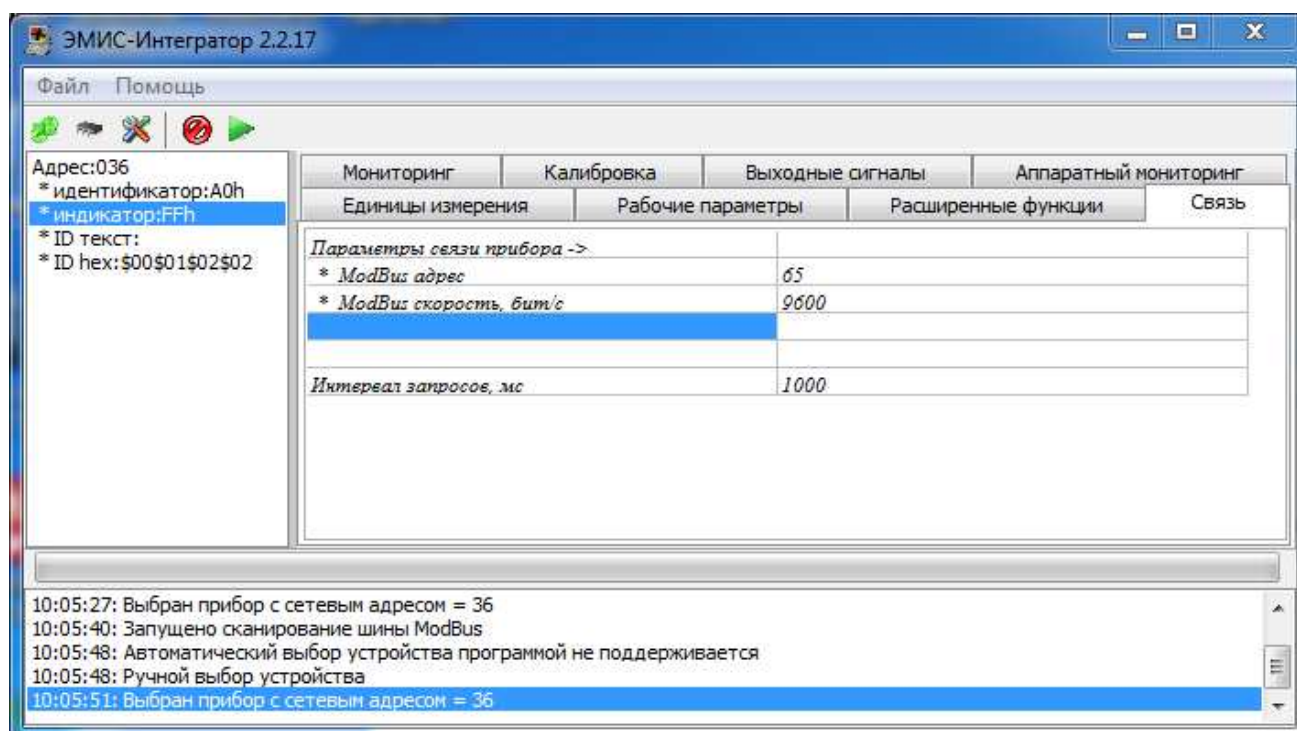 ЭМИС-Интегратор 2.2.17
Файл Помощь
Адрес:036
* идентификатор:A0h
* индикатор:FFh
* ID текст:
* ID hex:$00$01$02$02
Мониторинг Калибровка Выходные сигналы Аппаратный мониторинг
Единицы измерения Рабочие параметры Расширенные функции Связь
Параметры связи прибора ->
* ModBus адрес 65
* ModBus скорость, бит/с 9600
Интервал запросов, мс 1000
10:05:27: Выбран прибор с сетевым адресом = 36
10:05:40: Запущено сканирование шины ModBus
10:05:48: Автоматический выбор устройства программой не поддерживается
10:05:48: Ручной выбор устройства
10:05:51: Выбран прибор с сетевым адресом = 36